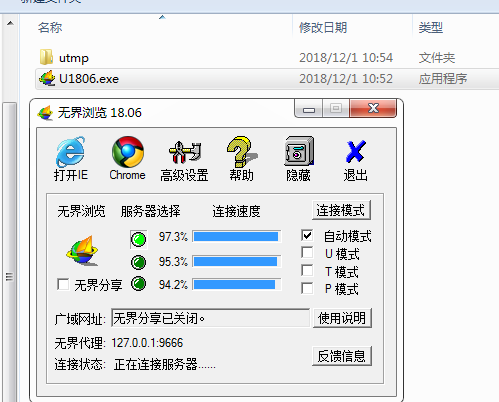 名称 修改日期 类型
utmp 2018/12/1 10:54 文件夹
U1806.exe 2018/12/1 10:52 应用程序
无界浏览 18.06
打开IE Chrome 高级设置 帮助 隐藏 退出
无界浏览 服务器选择 连接速度 连接模式
97.3% 自动模式
U 模式
95.3%
T 模式
无界分享 94.2% P 模式
广域网址: 无界分享已关闭。 使用说明
无界代理: 127.0.0.1:9666
连接状态: 正在连接服务器...... 反馈信息